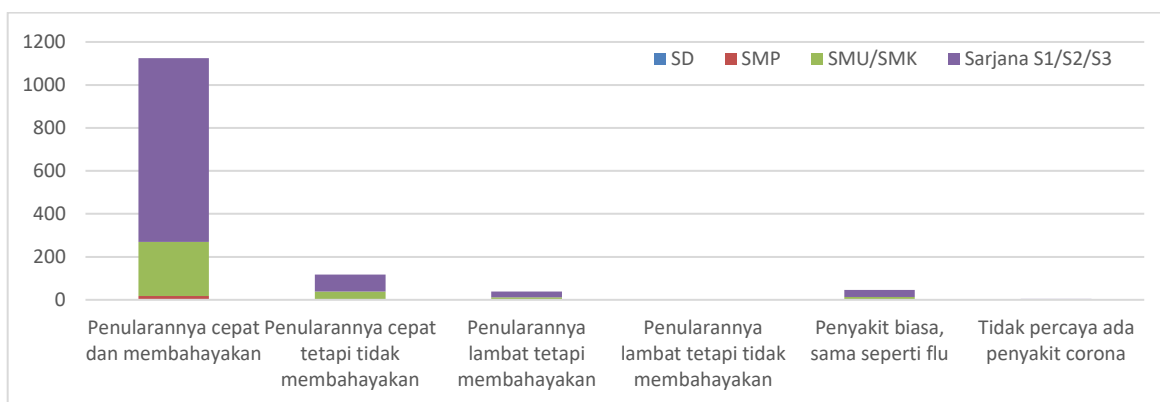 1200
1000
800
600
400
200
0
SD SMP SMU/SMK Sarjana S1/S2/S3
Penularannya cepat
dan membahayakan
Penularannya cepat
tetapi tidak
membahayakan
Penularannya
lambat tetapi
membahayakan
Penularannya
lambat tetapi tidak
membahayakan
Penyakit biasa,
sama seperti flu
Tidak percaya ada
penyakit corona